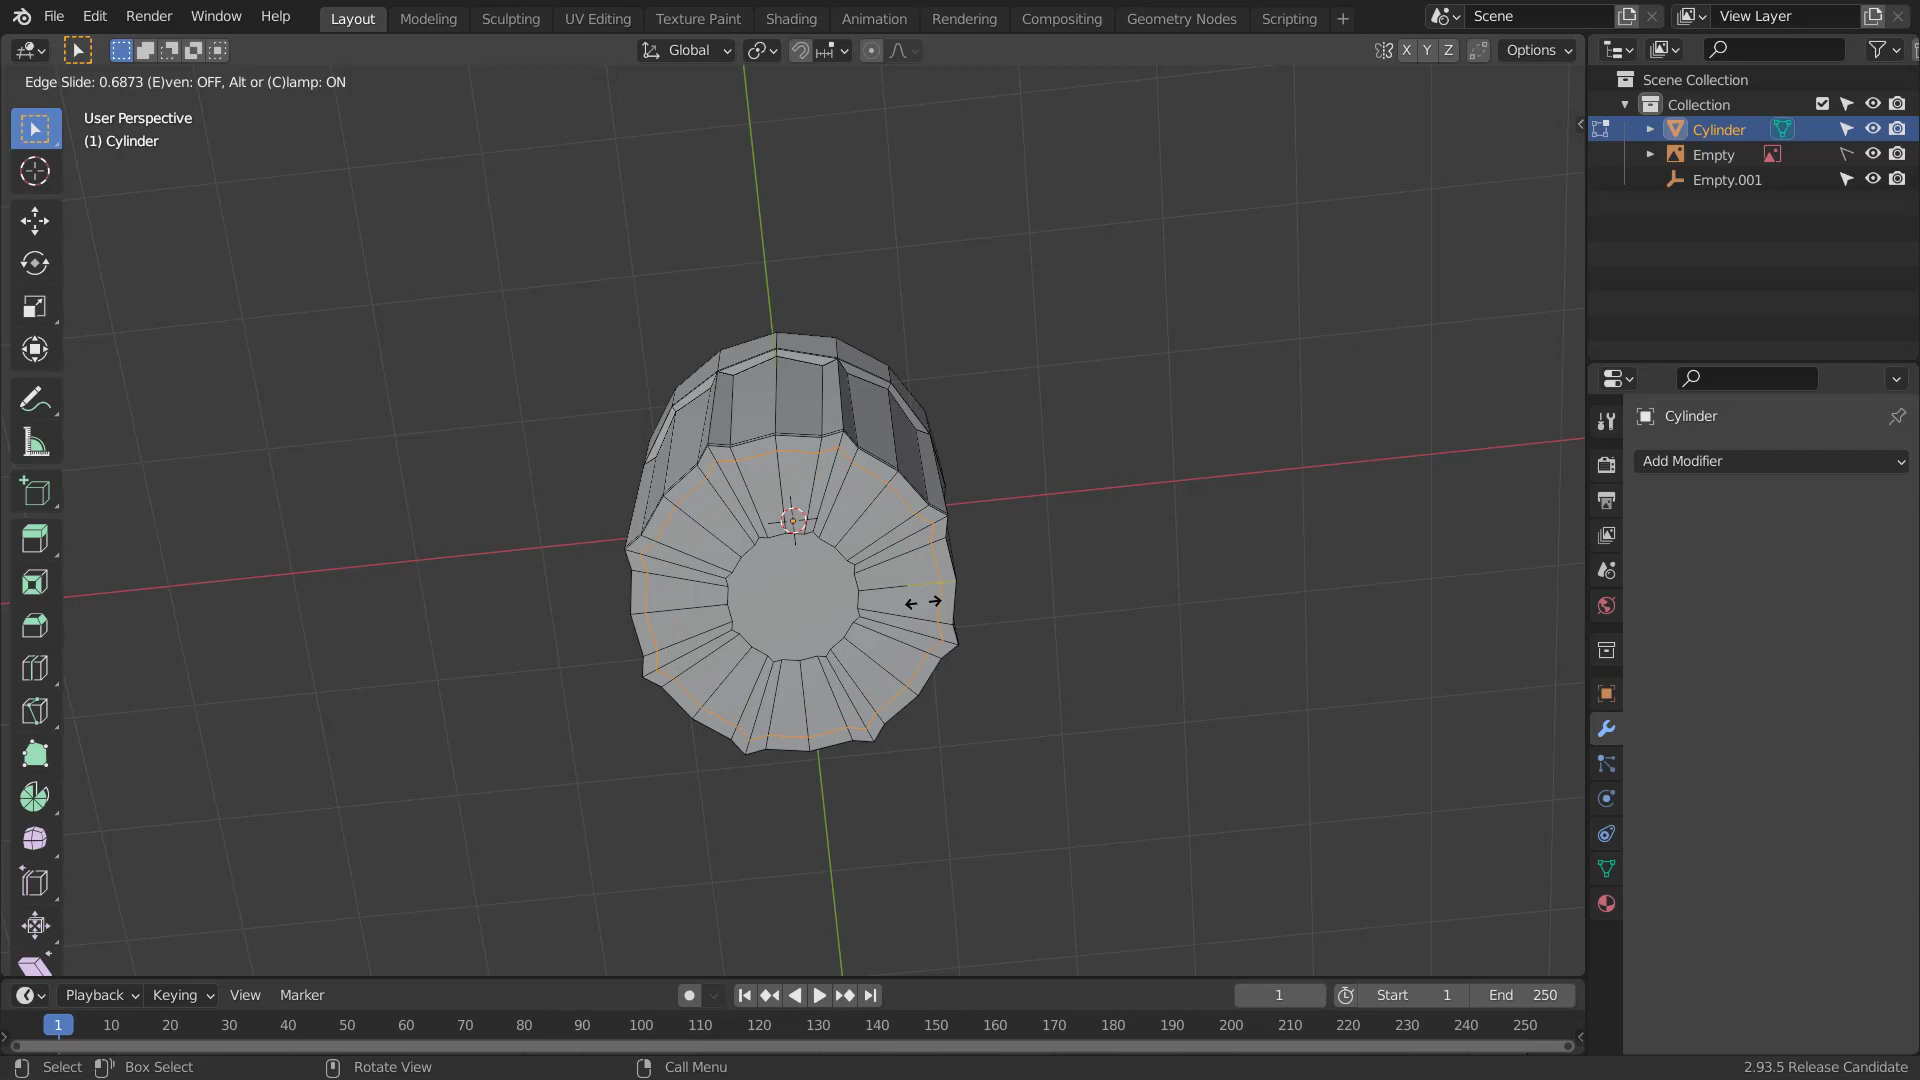 File Edit Render Window Help Layout Modeling Sculpting UV Editing Texture Paint Shading Animation Rendering Compositing Geometry Nodes Scripting + Scene View Layer
Global X Y Z Options
Edge Slide: 0.6873 (E)ven: OFF, Alt or (C)lamp: ON
User Perspective
(1) Cylinder
Scene Collection
Collection
Cylinder
Empty
Empty.001
Cylinder
Add Modifier
Playback Keying View Marker 1 Start 1 End 250
1 10 20 30 40 50 60 70 80 90 100 110 120 130 140 150 160 170 180 190 200 210 220 230 240 250
Select Box Select Rotate View Call Menu 2.93.5 Release Candidate